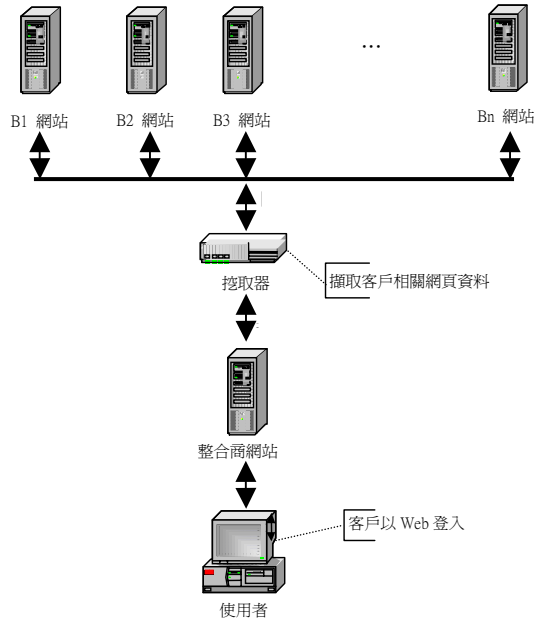 …
B1 網站
B2 網站
B3 網站
Bn 網站
挖取器
擷取客戶相關網頁資料
整合商網站
客戶以 Web 登入
使用者